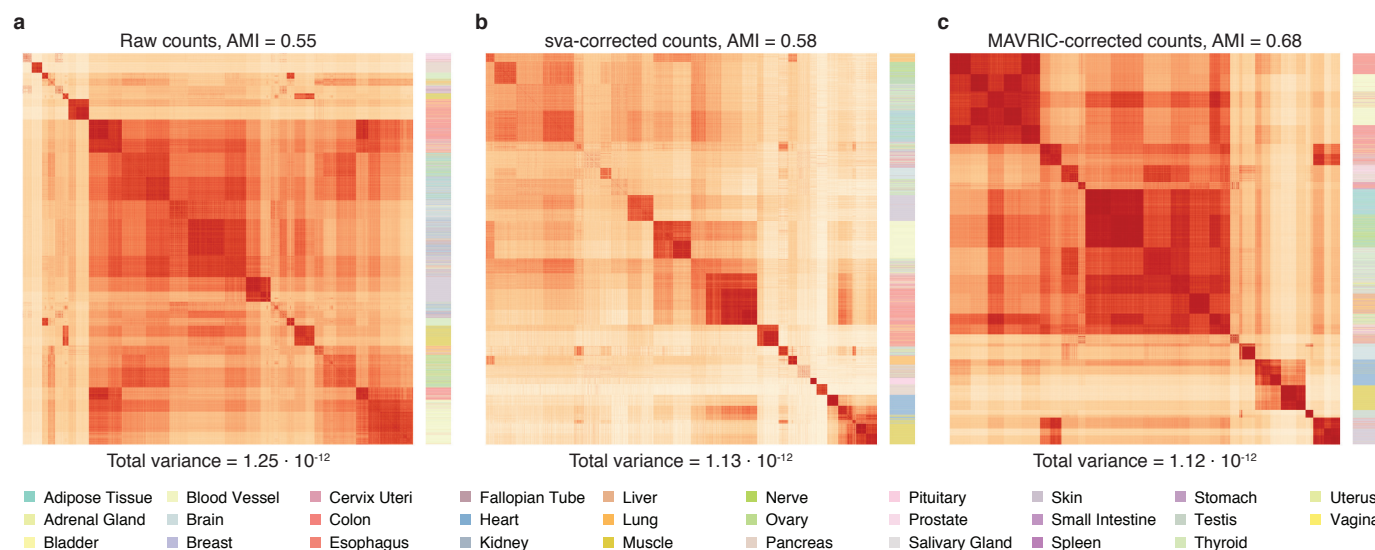 a b c
Raw counts, AMI = 0.55 sva-corrected counts, AMI = 0.58 MAVRIC-corrected counts, AMI = 0.68
Total variance = 1.25 · 10⁻¹² Total variance = 1.13 · 10⁻¹² Total variance = 1.12 · 10⁻¹²
Adipose Tissue Blood Vessel Cervix Uteri Fallopian Tube Liver Nerve Pituitary Skin Stomach Uterus
Adrenal Gland Brain Colon Heart Lung Ovary Prostate Small Intestine Testis Vagina
Bladder Breast Esophagus Kidney Muscle Pancreas Salivary Gland Spleen Thyroid